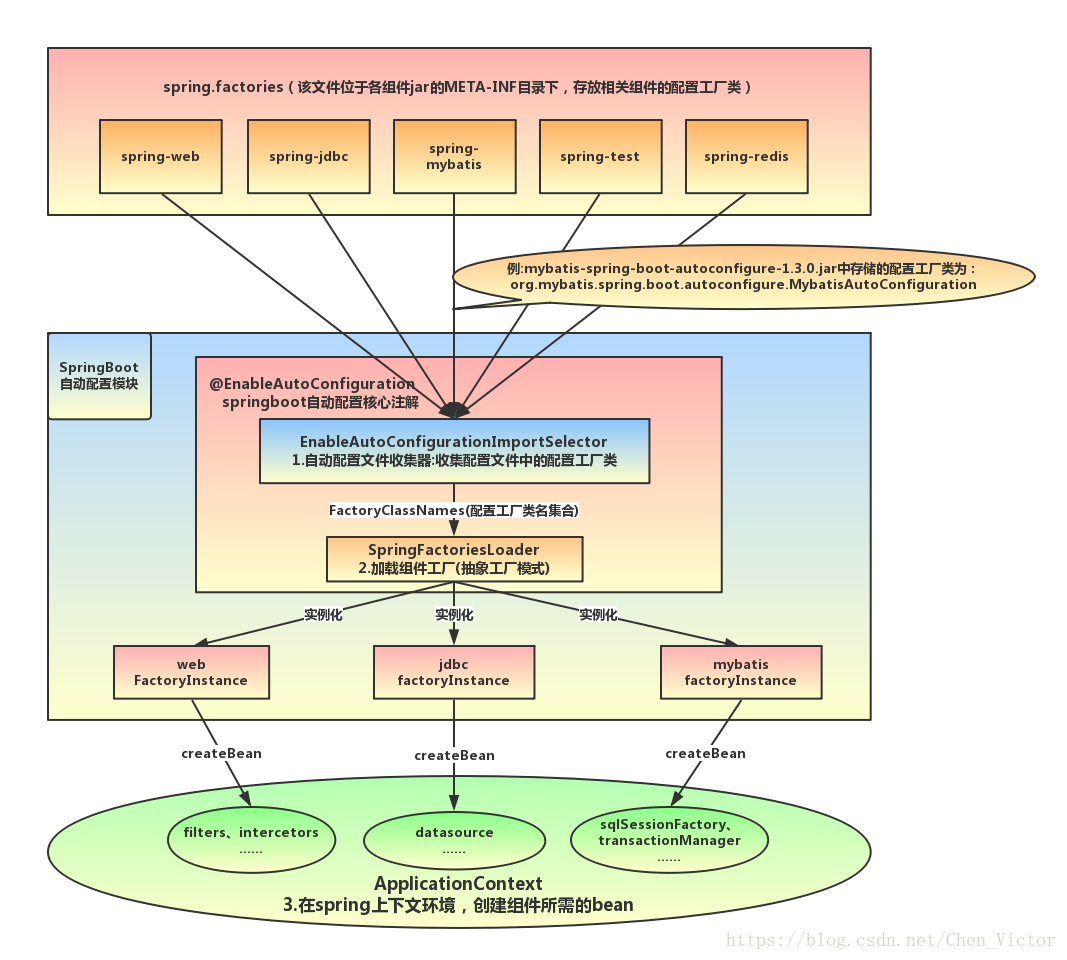 spring.factories（该文件位于各组件jar的META-INF目录下，存放相关组件的配置工厂类）
spring-web
spring-jdbc
spring-
mybatis
spring-test
spring-redis
例:mybatis-spring-boot-autoconfigure-1.3.0.jar中存储的配置工厂类为：
org.mybatis.spring.boot.autoconfigure.MybatisAutoConfiguration
SpringBoot
自动配置模块
@EnableAutoConfiguration
springboot自动配置核心注解
EnableAutoConfigurationImportSelector
1.自动配置文件收集器:收集配置文件中的配置工厂类
FactoryClassNames(配置工厂类名集合)
SpringFactoriesLoader
2.加载组件工厂(抽象工厂模式)
实例化
实例化
实例化
web
FactoryInstance
jdbc
factoryInstance
mybatis
factoryInstance
createBean
createBean
createBean
filters、intercetors
......
datasource
......
sqlSessionFactory、
transactionManager
......
ApplicationContext
3.在spring上下文环境，创建组件所需的bean
https://blog.csdn.net/Chen_Victor